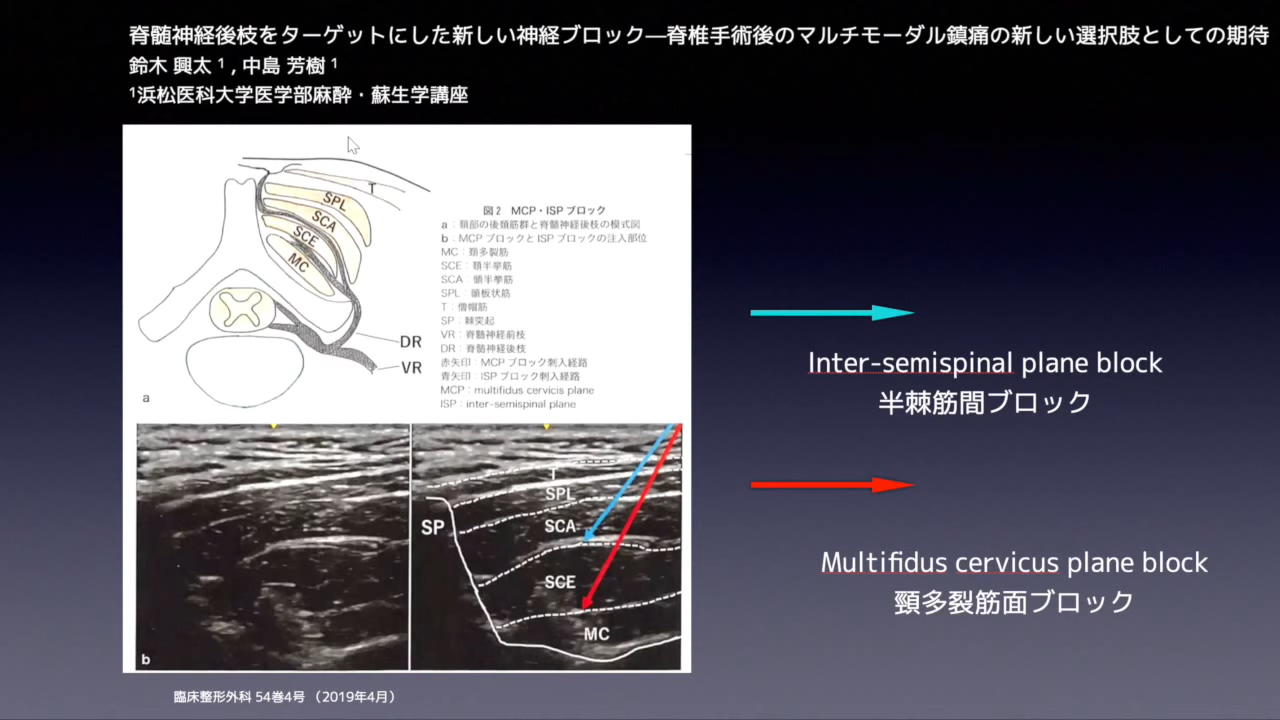 脊髄神経後枝をターゲットにした新しい神経ブロック—脊椎手術後のマルチモーダル鎮痛の新しい選択肢としての期待
鈴木 興太 ¹ , 中島 芳樹 ¹
¹浜松医科大学医学部麻酔・蘇生学講座
T
SPL
SCA
SCE
MC
DR
VR
a
図2 MCP・ISP ブロック
a：頚部の後頚筋群と脊髄神経後枝の模式図
b：MCP ブロックと ISP ブロックの注入部位
MC：頚多裂筋
SCE：頚半棘筋
SCA：頭半棘筋
SPL：頭板状筋
T：僧帽筋
SP：棘突起
VR：脊髄神経前枝
DR：脊髄神経後枝
赤矢印：MCP ブロック刺入経路
青矢印：ISP ブロック刺入経路
MCP：multifidus cervicis plane
ISP：inter-semispinal plane
T
SPL
SP
SCA
SCE
MC
b
Inter-semispinal plane block
半棘筋間ブロック
Multifidus cervicus plane block
頸多裂筋面ブロック
臨床整形外科 54巻4号 （2019年4月）